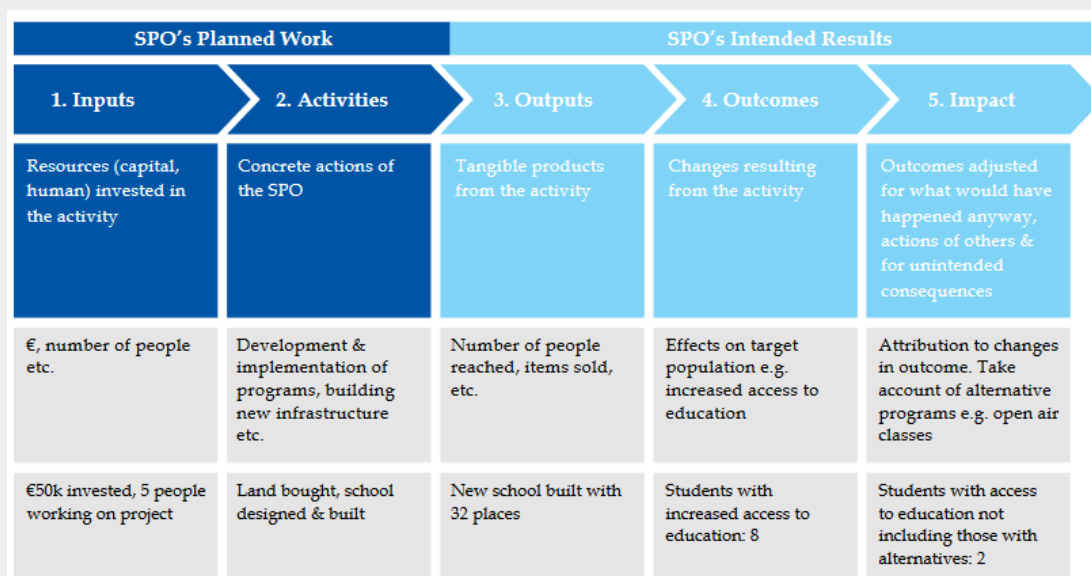 SPO's Planned Work
SPO's Intended Results
1. Inputs
2. Activities
3. Outputs
4. Outcomes
5. Impact
Resources (capital,
human) invested in
the activity
Concrete actions of
the SPO
Tangible products
from the activity
Changes resulting
from the activity
Outcomes adjusted
for what would have
happened anyway,
actions of others &
for unintended
consequences
€, number of people
etc.
Development &
implementation of
programs, building
new infrastructure
etc.
Number of people
reached, items sold,
etc.
Effects on target
population e.g.
increased access to
education
Attribution to changes
in outcome. Take
account of alternative
programs e.g. open air
classes
€50k invested, 5 people
working on project
Land bought, school
designed & built
New school built with
32 places
Students with
increased access to
education: 8
Students with access
to education not
including those with
alternatives: 2